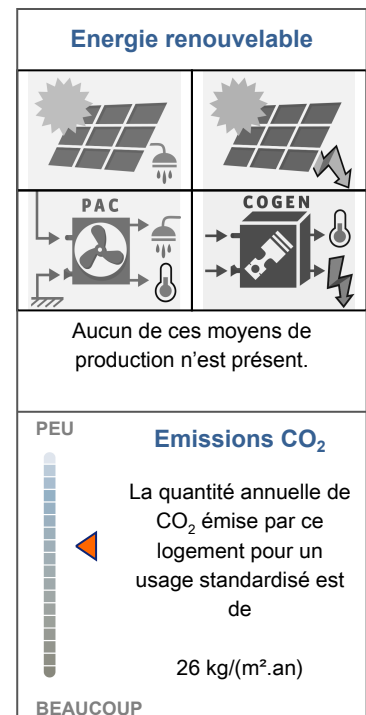 Energie renouvelable
PAC
COGEN
Aucun de ces moyens de
production n'est présent.
PEU
Emissions CO₂
La quantité annuelle de
CO₂ émise par ce
logement pour un
usage standardisé est
de
26 kg/(m².an)
BEAUCOUP